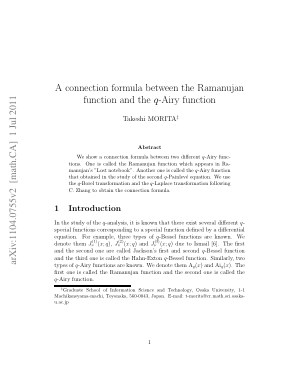 A connection formula between the Ramanujan
function and the q-Airy function
Takeshi MORITA†
Abstract
We show a connection formula between two different q-Airy func-
tions. One is called the Ramanujan function which appears in Ra-
manujan's "Lost notebook". Another one is called the q-Airy function
that obtained in the study of the second q-Painlevé equation. We use
the q-Borel transformation and the q-Laplace transformation following
C. Zhang to obtain the connection formula.
1 Introduction
In the study of the q-analysis, it is known that there exist several different q-
special functions corresponding to a special function defined by a differential
equation. For example, three types of q-Bessel functions are known. We
denote them J_ν^(1)(x; q), J_ν^(2)(x; q) and J_ν^(3)(x; q) due to Ismail [6]. The first
and the second one are called Jackson's first and second q-Bessel function
and the third one is called the Hahn-Exton q-Bessel function. Similarly, two
types of q-Airy functions are known. We denote them A_q(x) and Ai_q(x). The
first one is called the Ramanujan function and the second one is called the
q-Airy function.
†Graduate School of Information Science and Technology, Osaka University, 1-1
Machikaneyama-machi, Toyonaka, 560-0043, Japan. E-mail: t-morita@cr.math.sci.osaka-
u.ac.jp
1
arXiv:1104.0755v2 [math.CA] 1 Jul 2011